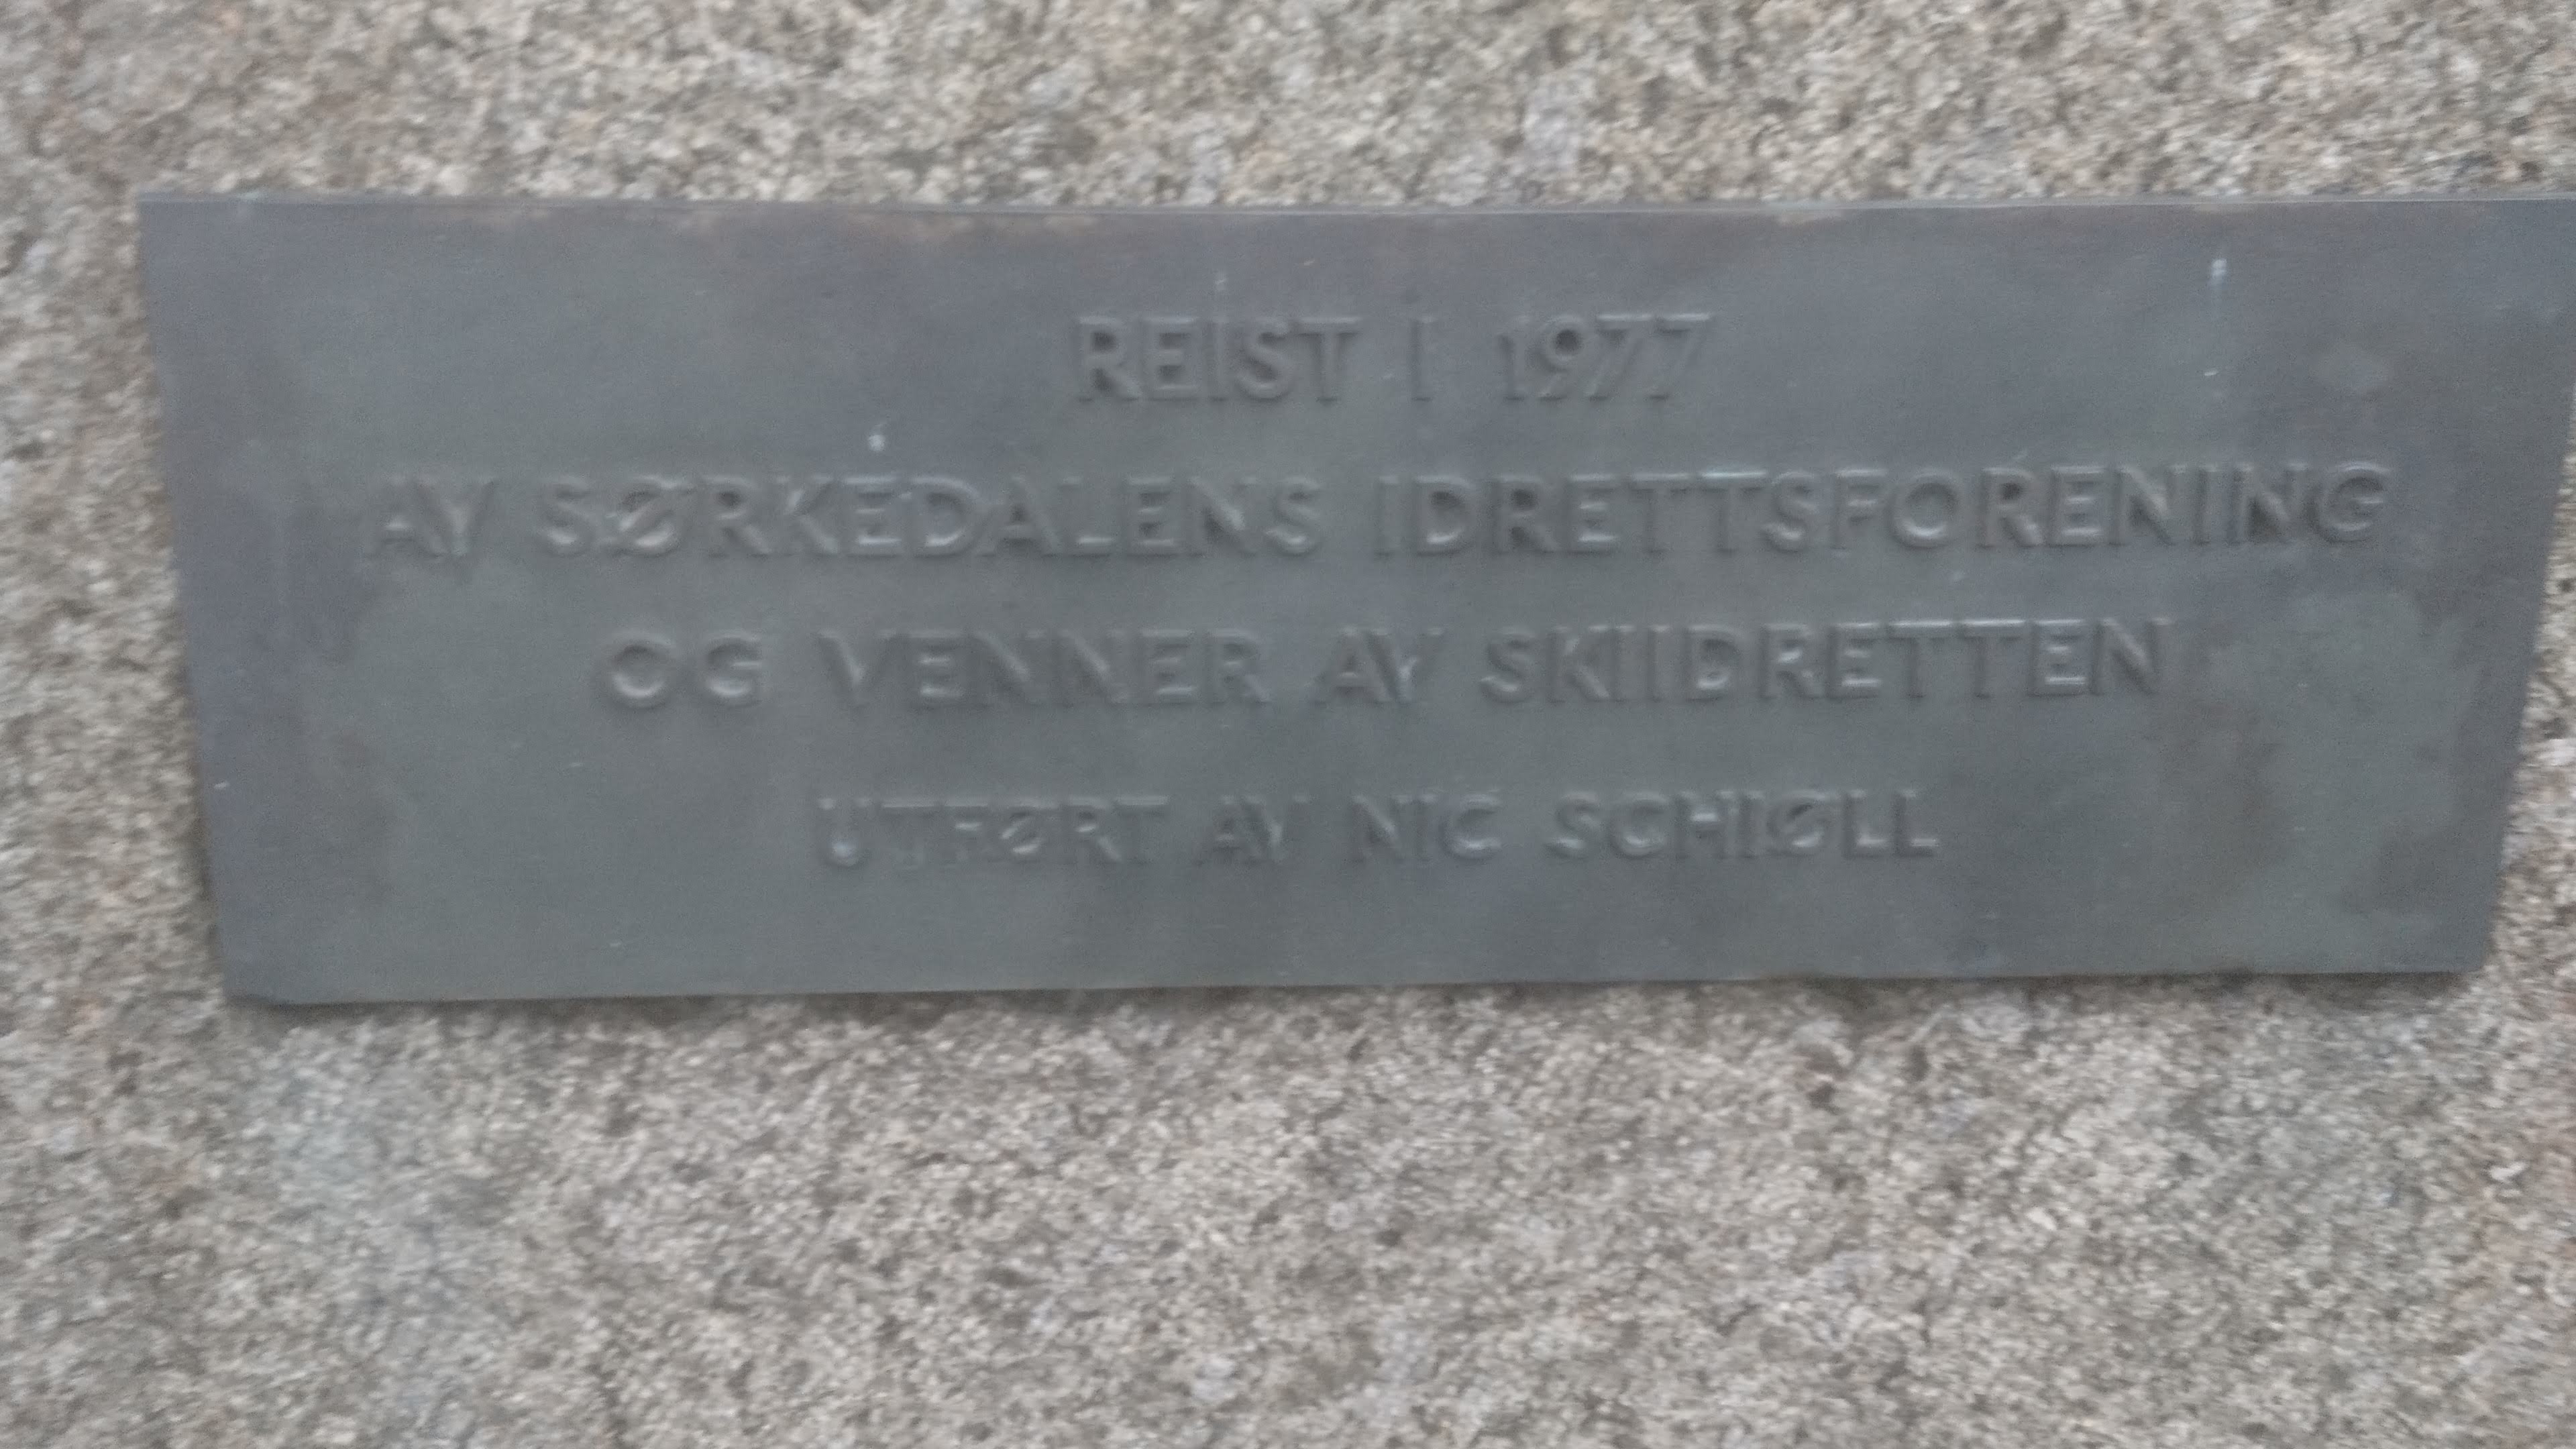 REIST I 1977
AV SØRKEDALENS IDRETTSFORENING
OG VENNER AV SKIIDRETTEN
UTFØRT AV NIC SCHIØLL